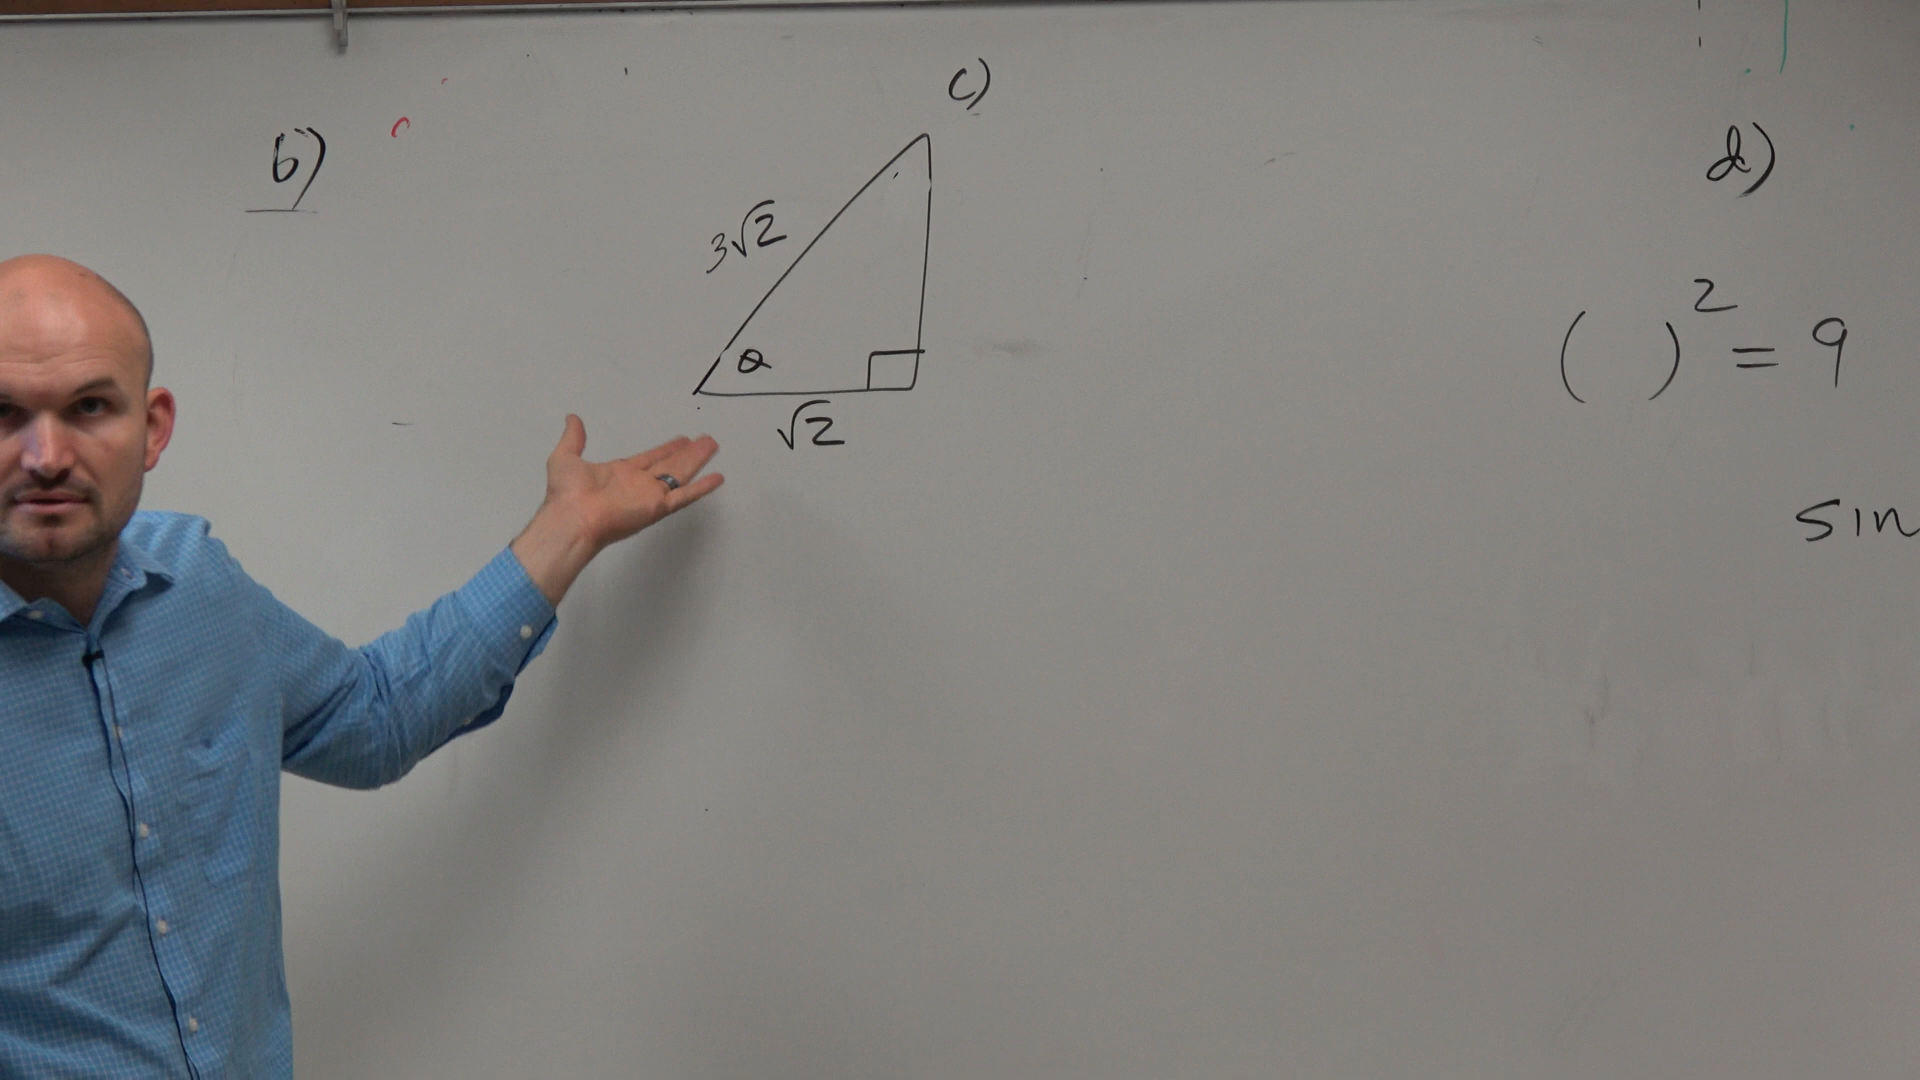 c)
b)
d)
3√2
( )² = 9
θ
√2
sin